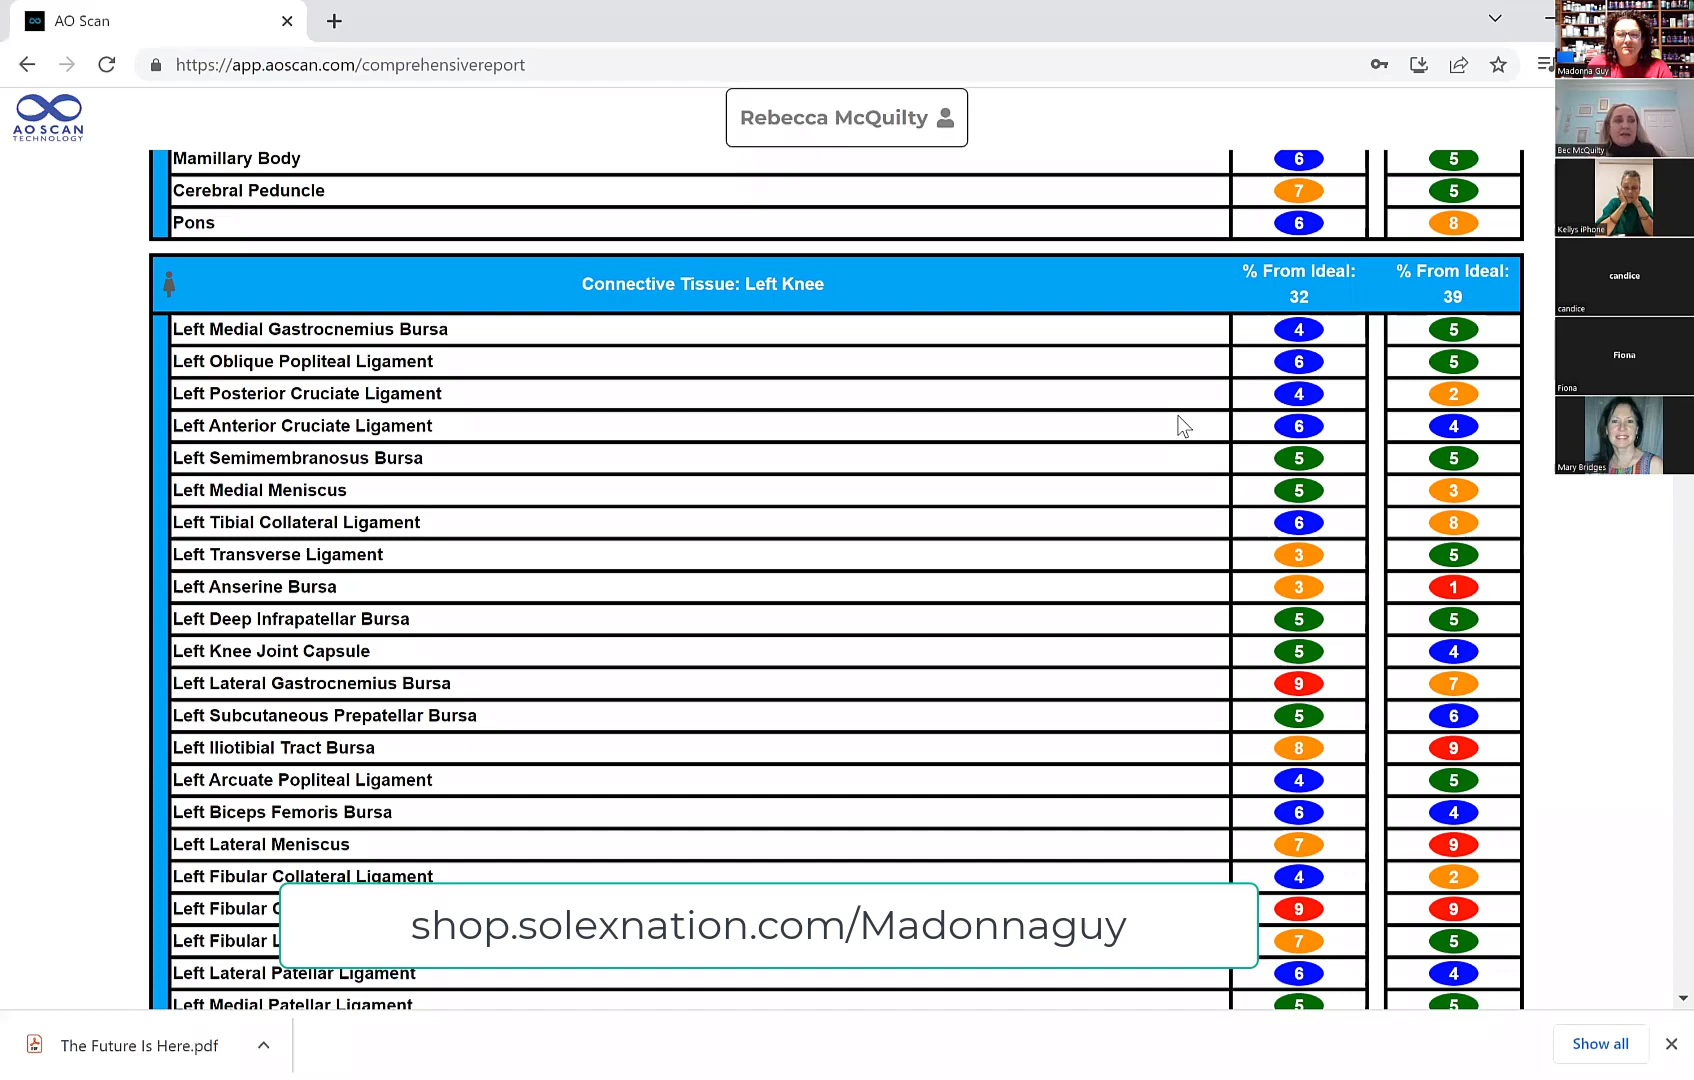 AO Scan
https://app.aoscan.com/comprehensivereport
AO SCAN
TECHNOLOGY
Rebecca McQuilty
Mamillary Body 6 5
Cerebral Peduncle 7 5
Pons 6 8
Connective Tissue: Left Knee % From Ideal: 32 % From Ideal: 39
Left Medial Gastrocnemius Bursa 4 5
Left Oblique Popliteal Ligament 6 5
Left Posterior Cruciate Ligament 4 2
Left Anterior Cruciate Ligament 6 4
Left Semimembranosus Bursa 5 5
Left Medial Meniscus 5 3
Left Tibial Collateral Ligament 6 8
Left Transverse Ligament 3 5
Left Anserine Bursa 3 1
Left Deep Infrapatellar Bursa 5 5
Left Knee Joint Capsule 5 4
Left Lateral Gastrocnemius Bursa 9 7
Left Subcutaneous Prepatellar Bursa 5 6
Left Iliotibial Tract Bursa 8 9
Left Arcuate Popliteal Ligament 4 5
Left Biceps Femoris Bursa 6 4
Left Lateral Meniscus 7 9
Left Fibular Collateral Ligament 4 2
Left Fibular 9 9
Left Fibular 7 5
Left Lateral Patellar Ligament 6 4
Left Medial Patellar Ligament 5 5
shop.solexnation.com/Madonnaguy
Madonna Guy
Bec McQuilty
Kellys iPhone
candice
candice
Fiona
Fiona
Mary Bridges
The Future Is Here.pdf
Show all